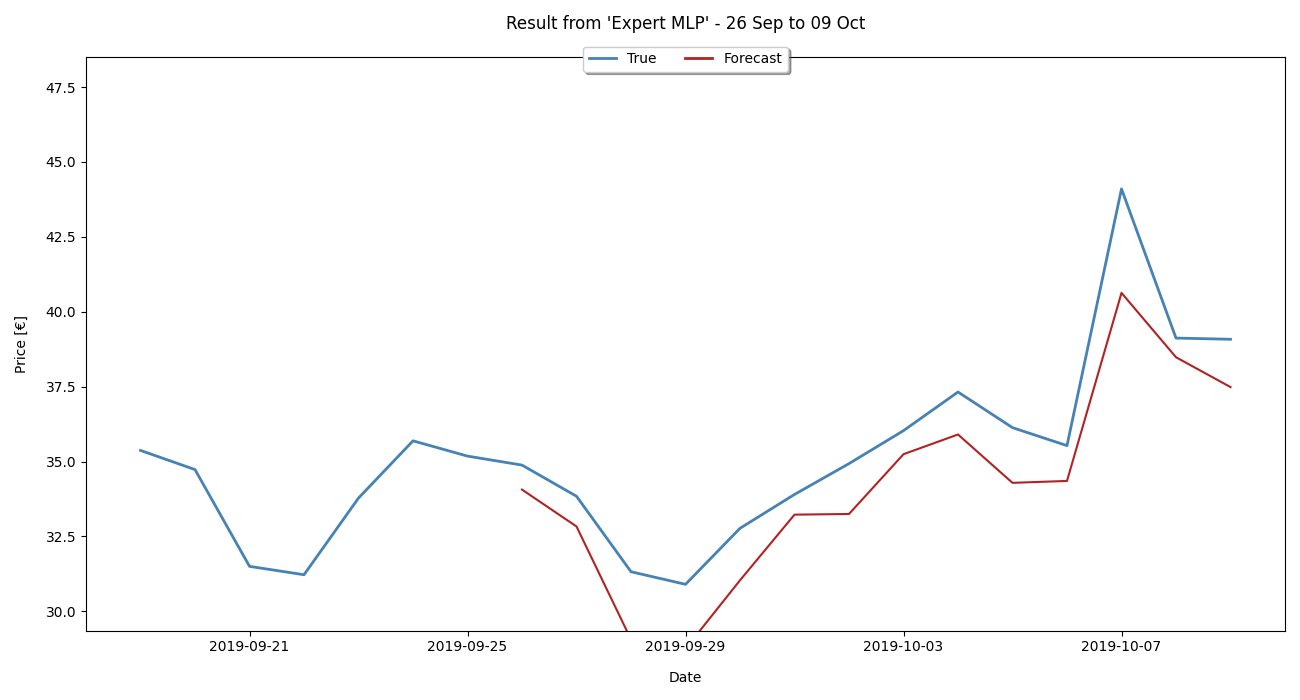 Result from 'Expert MLP' - 26 Sep to 09 Oct
True Forecast
47.5
45.0
42.5
40.0
37.5
35.0
32.5
30.0
Price [€]
2019-09-21 2019-09-25 2019-09-29 2019-10-03 2019-10-07
Date